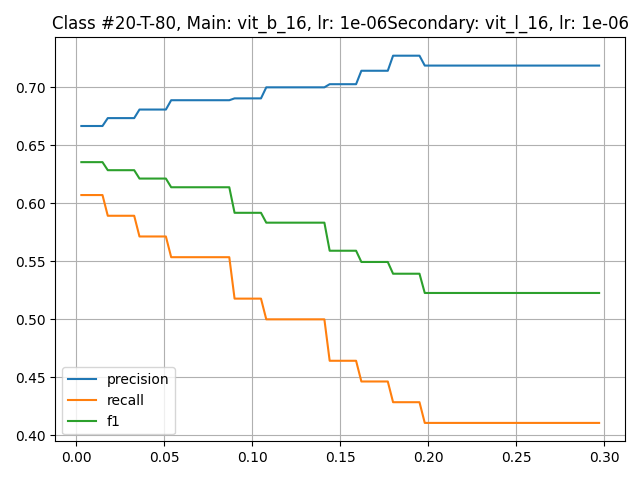 Class #20-T-80, Main: vit_b_16, lr: 1e-06Secondary: vit_l_16, lr: 1e-06
0.70
0.65
0.60
0.55
0.50
0.45
0.40
precision
recall
f1
0.00 0.05 0.10 0.15 0.20 0.25 0.30